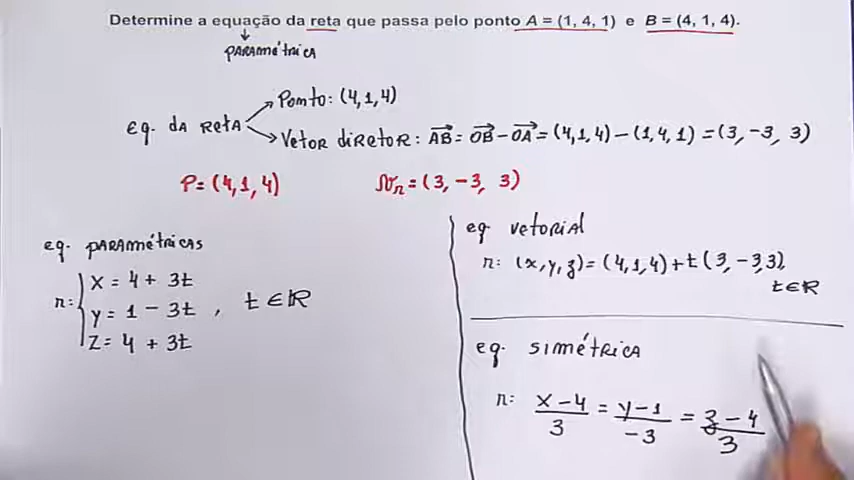 Determine a equação da reta que passa pelo ponto A = (1, 4, 1) e B = (4, 1, 4).
paramétrica
eq. da reta
Ponto: (4,1,4)
Vetor diretor: AB = OB - OA = (4,1,4) - (1,4,1) = (3, -3, 3)
P = (4,1,4)
Vr = (3, -3, 3)
eq. paramétricas
r:
x = 4 + 3t
y = 1 - 3t , t ∈ ℝ
z = 4 + 3t
eq. vetorial
r: (x,y,z) = (4,1,4) + t(3,-3,3),
t ∈ ℝ
eq. simétrica
r: x-4/3 = y-1/-3 = z-4/3